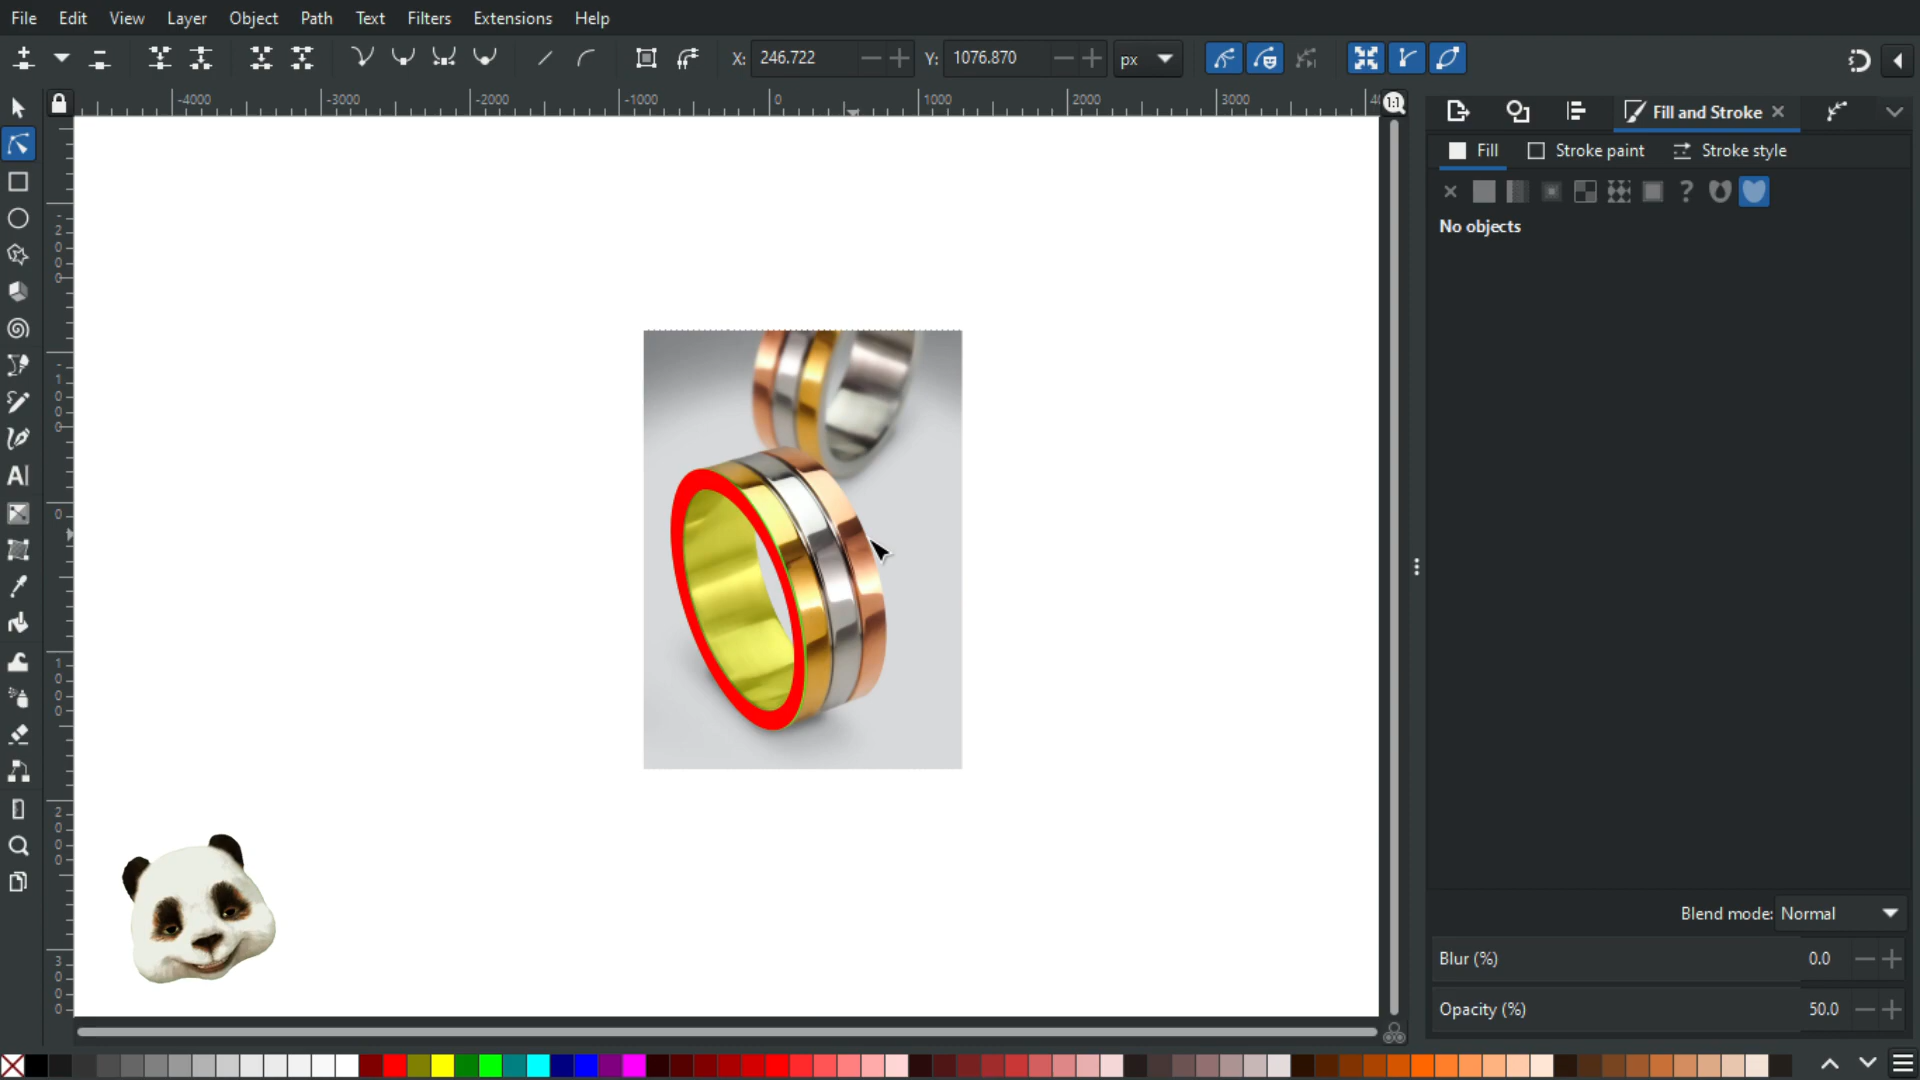 File Edit View Layer Object Path Text Filters Extensions Help
X: 246.722 Y: 1076.870 px
-4000 -3000 -2000 -1000 0 1000 2000 3000
1:1
Fill and Stroke
Fill Stroke paint Stroke style
No objects
Blend mode: Normal
Blur (%) 0.0
Opacity (%) 50.0